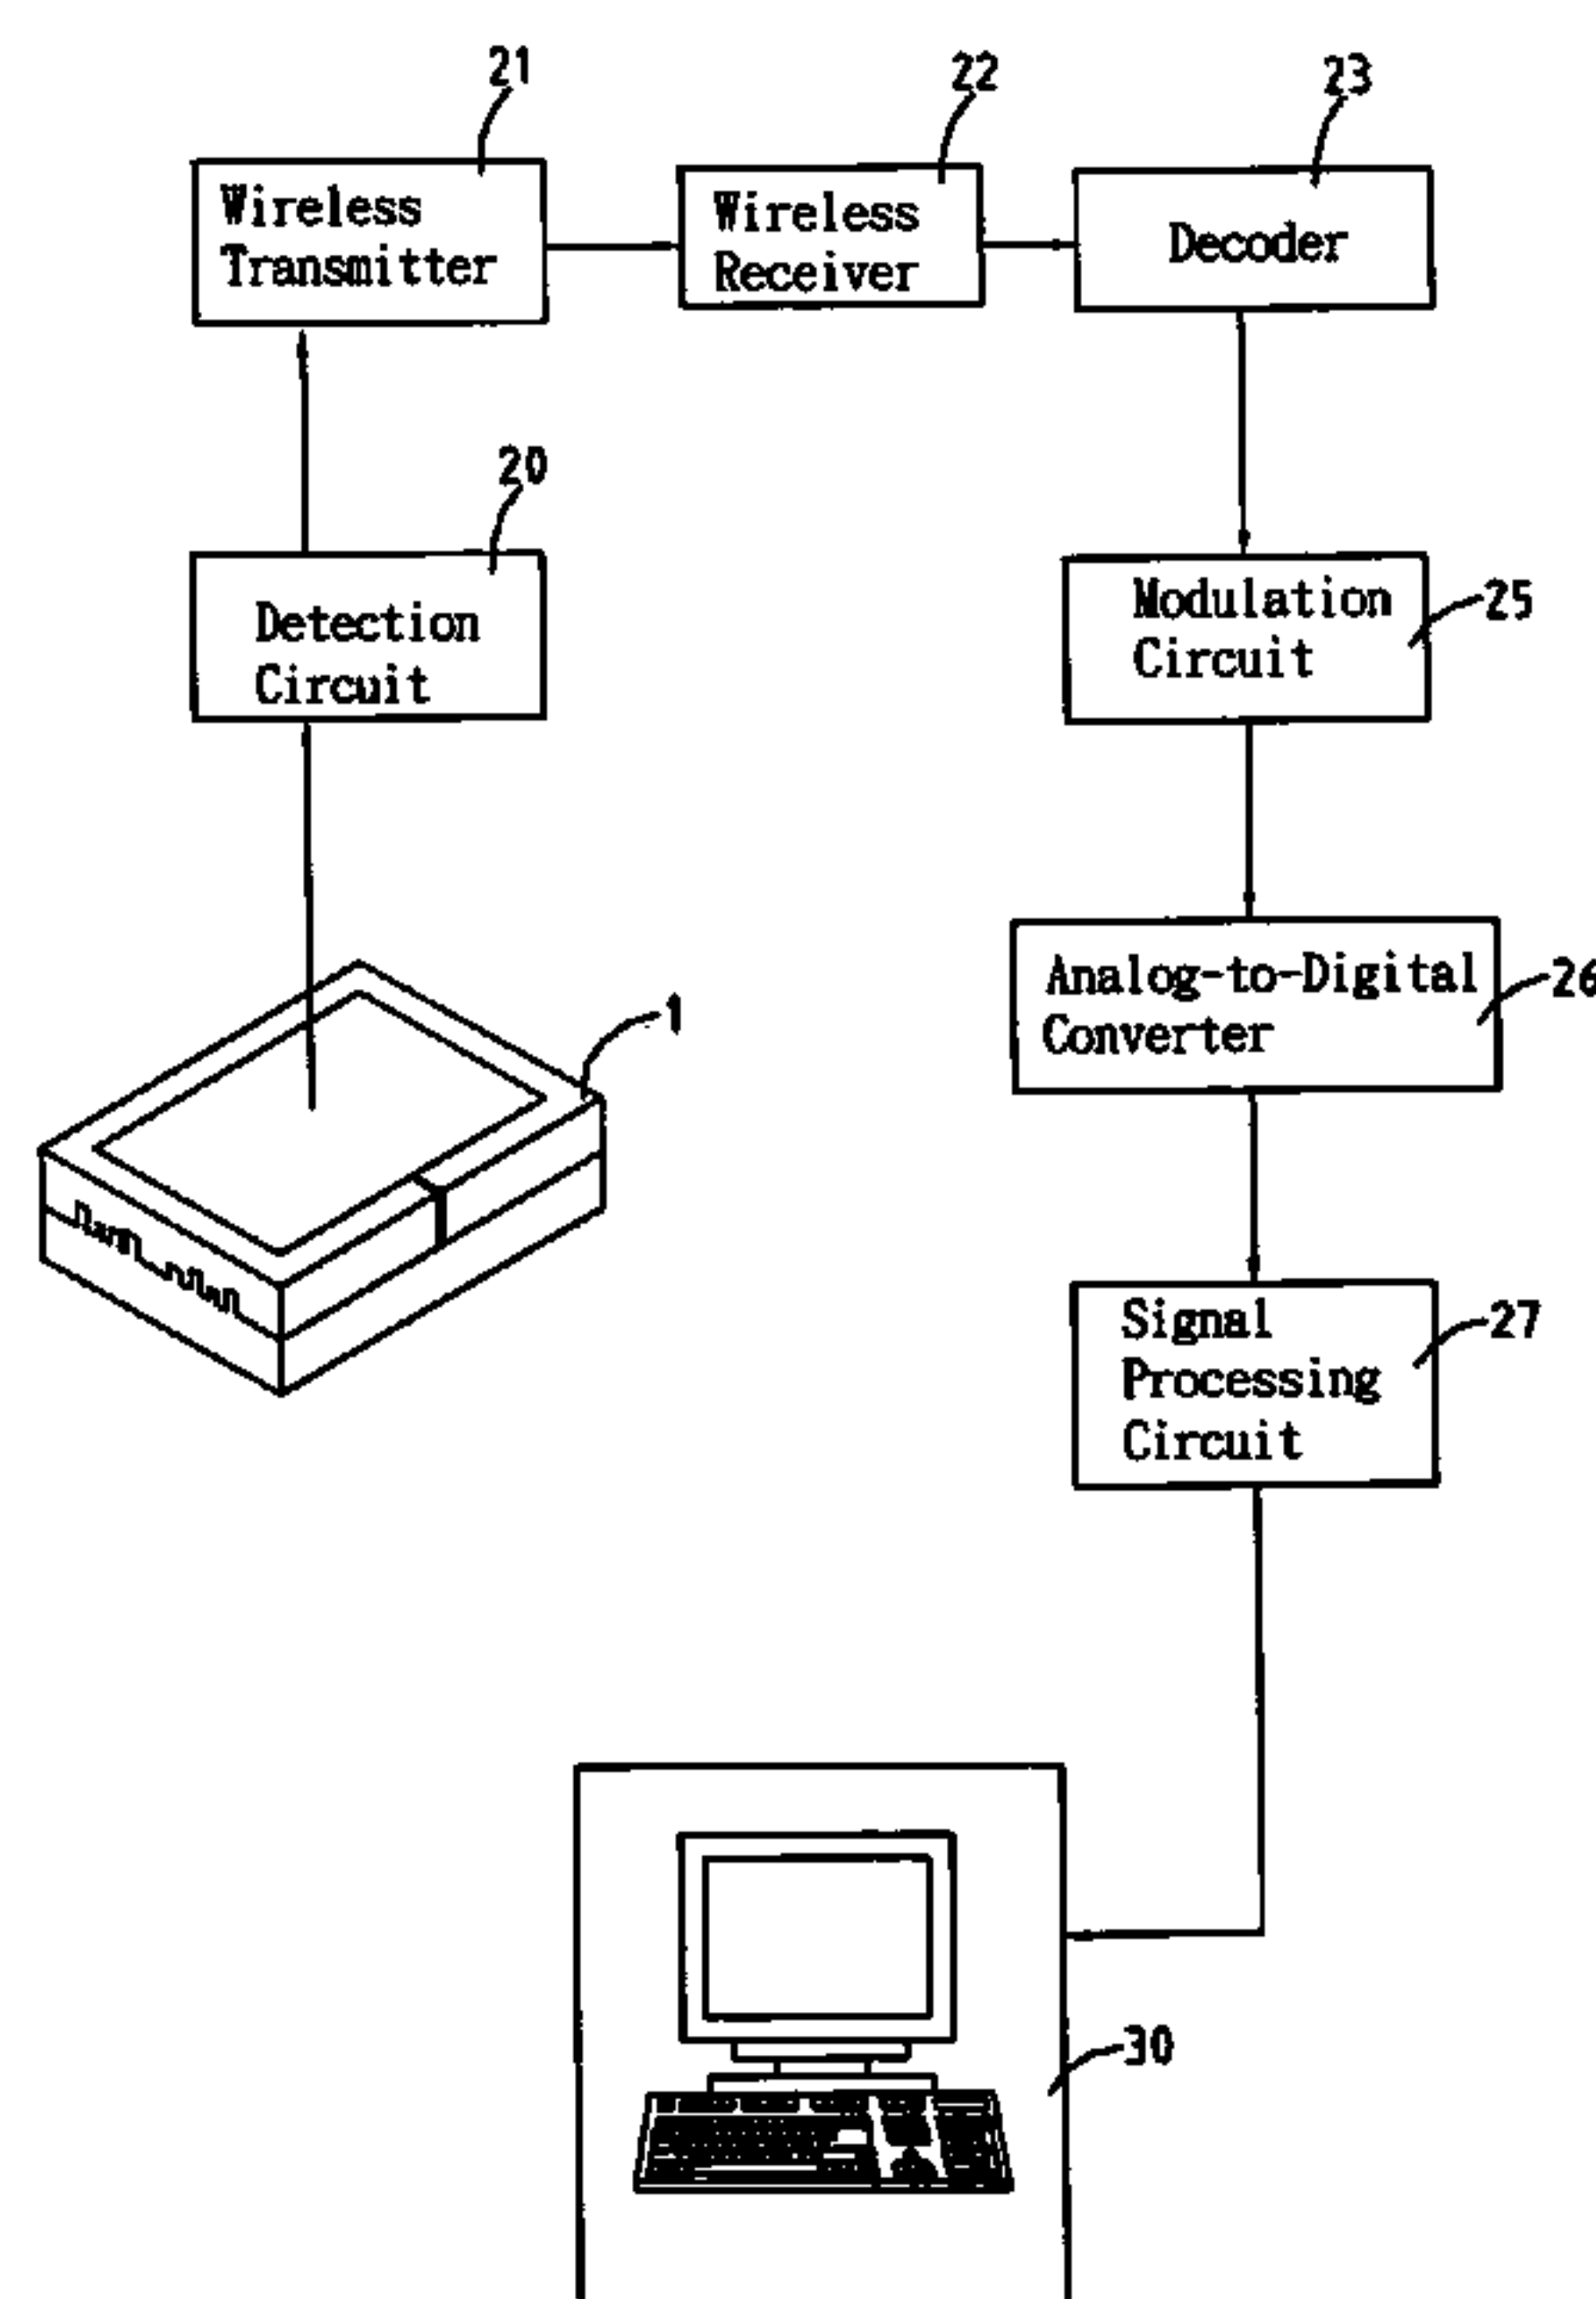 21
22
23
Wireless
Transmitter
Wireless
Receiver
Decoder
20
Detection
Circuit
Modulation
Circuit
25
1
Analog-to-Digital
Converter
26
Signal
Processing
Circuit
27
30